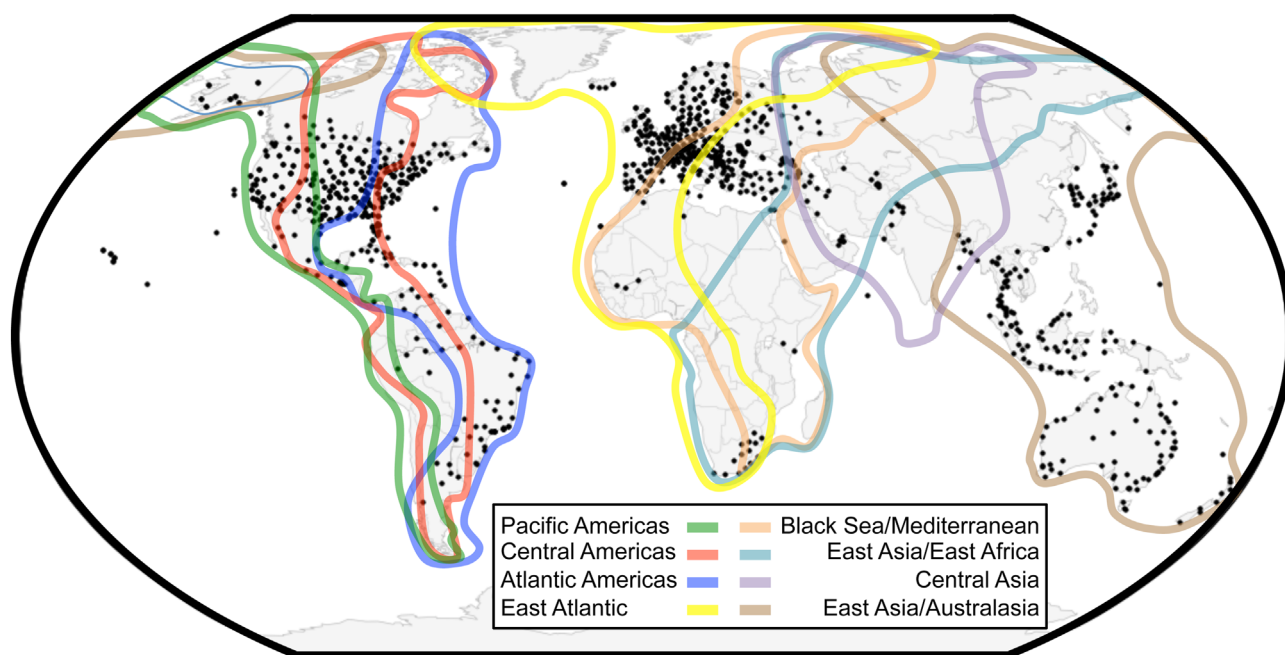 Pacific Americas
Central Americas
Atlantic Americas
East Atlantic
Black Sea/Mediterranean
East Asia/East Africa
Central Asia
East Asia/Australasia